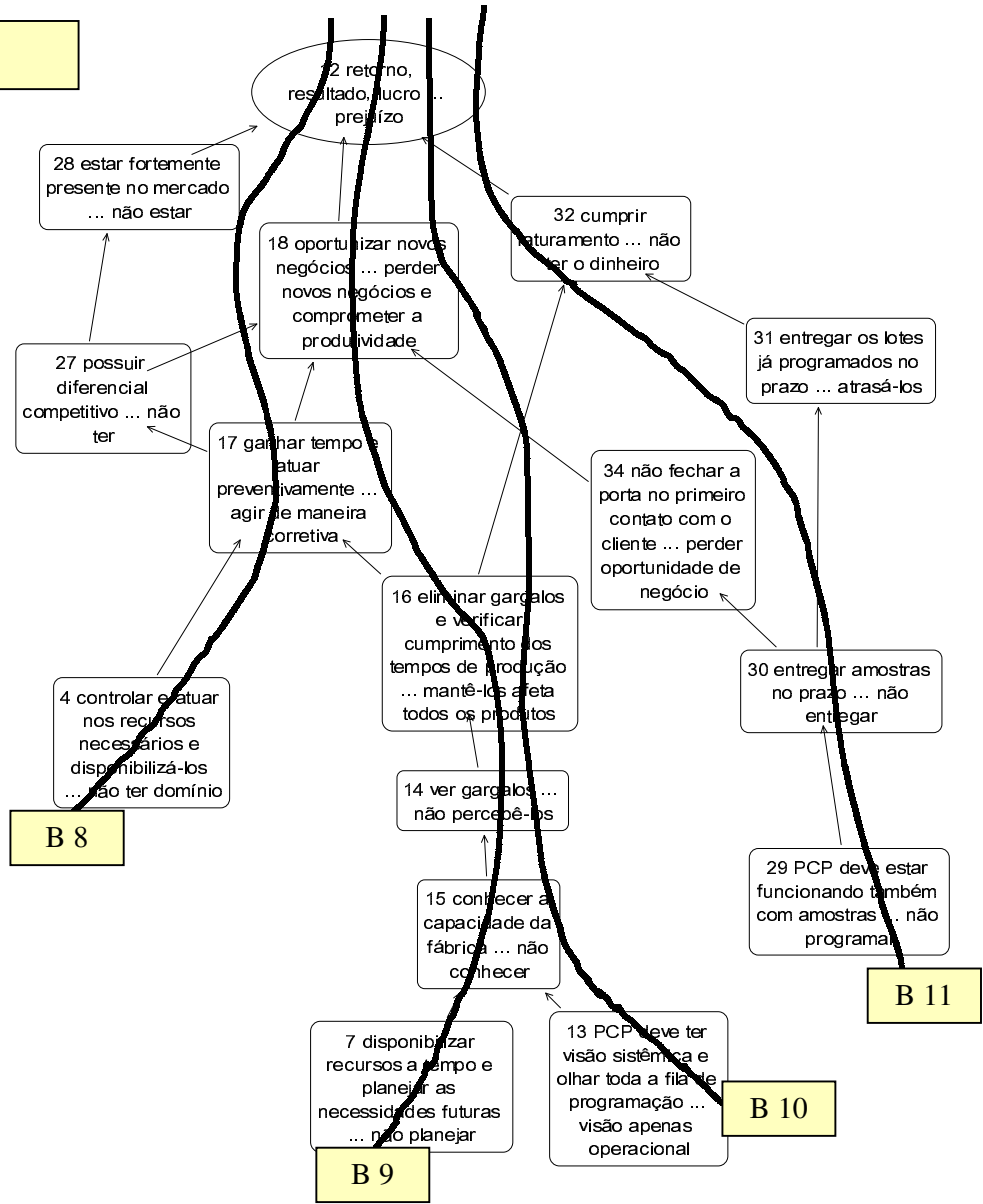 12 retorno,
resultado, lucro ...
prejuízo
28 estar fortemente
presente no mercado
... não estar
32 cumprir
faturamento ... não
ter o dinheiro
18 oportunizar novos
negócios ... perder
novos negócios e
comprometer a
produtividade
31 entregar os lotes
já programados no
prazo ... atrasá-los
27 possuir
diferencial
competitivo ... não
ter
17 ganhar tempo e
atuar
preventivamente ...
agir de maneira
corretiva
34 não fechar a
porta no primeiro
contato com o
cliente ... perder
oportunidade de
negócio
16 eliminar gargalos
e verificar
cumprimento dos
tempos de produção
... mantê-los afeta
todos os produtos
30 entregar amostras
no prazo ... não
entregar
4 controlar e atuar
nos recursos
necessários e
disponibilizá-los
... não ter domínio
14 ver gargalos ...
não percebê-los
B 8
29 PCP deve estar
funcionando também
com amostras ... não
programar
15 conhecer a
capacidade da
fábrica ... não
conhecer
B 11
7 disponibilizar
recursos a tempo e
planejar as
necessidades futuras
... não planejar
13 PCP deve ter
visão sistêmica e
olhar toda a fila de
programação ...
visão apenas
operacional
B 10
B 9